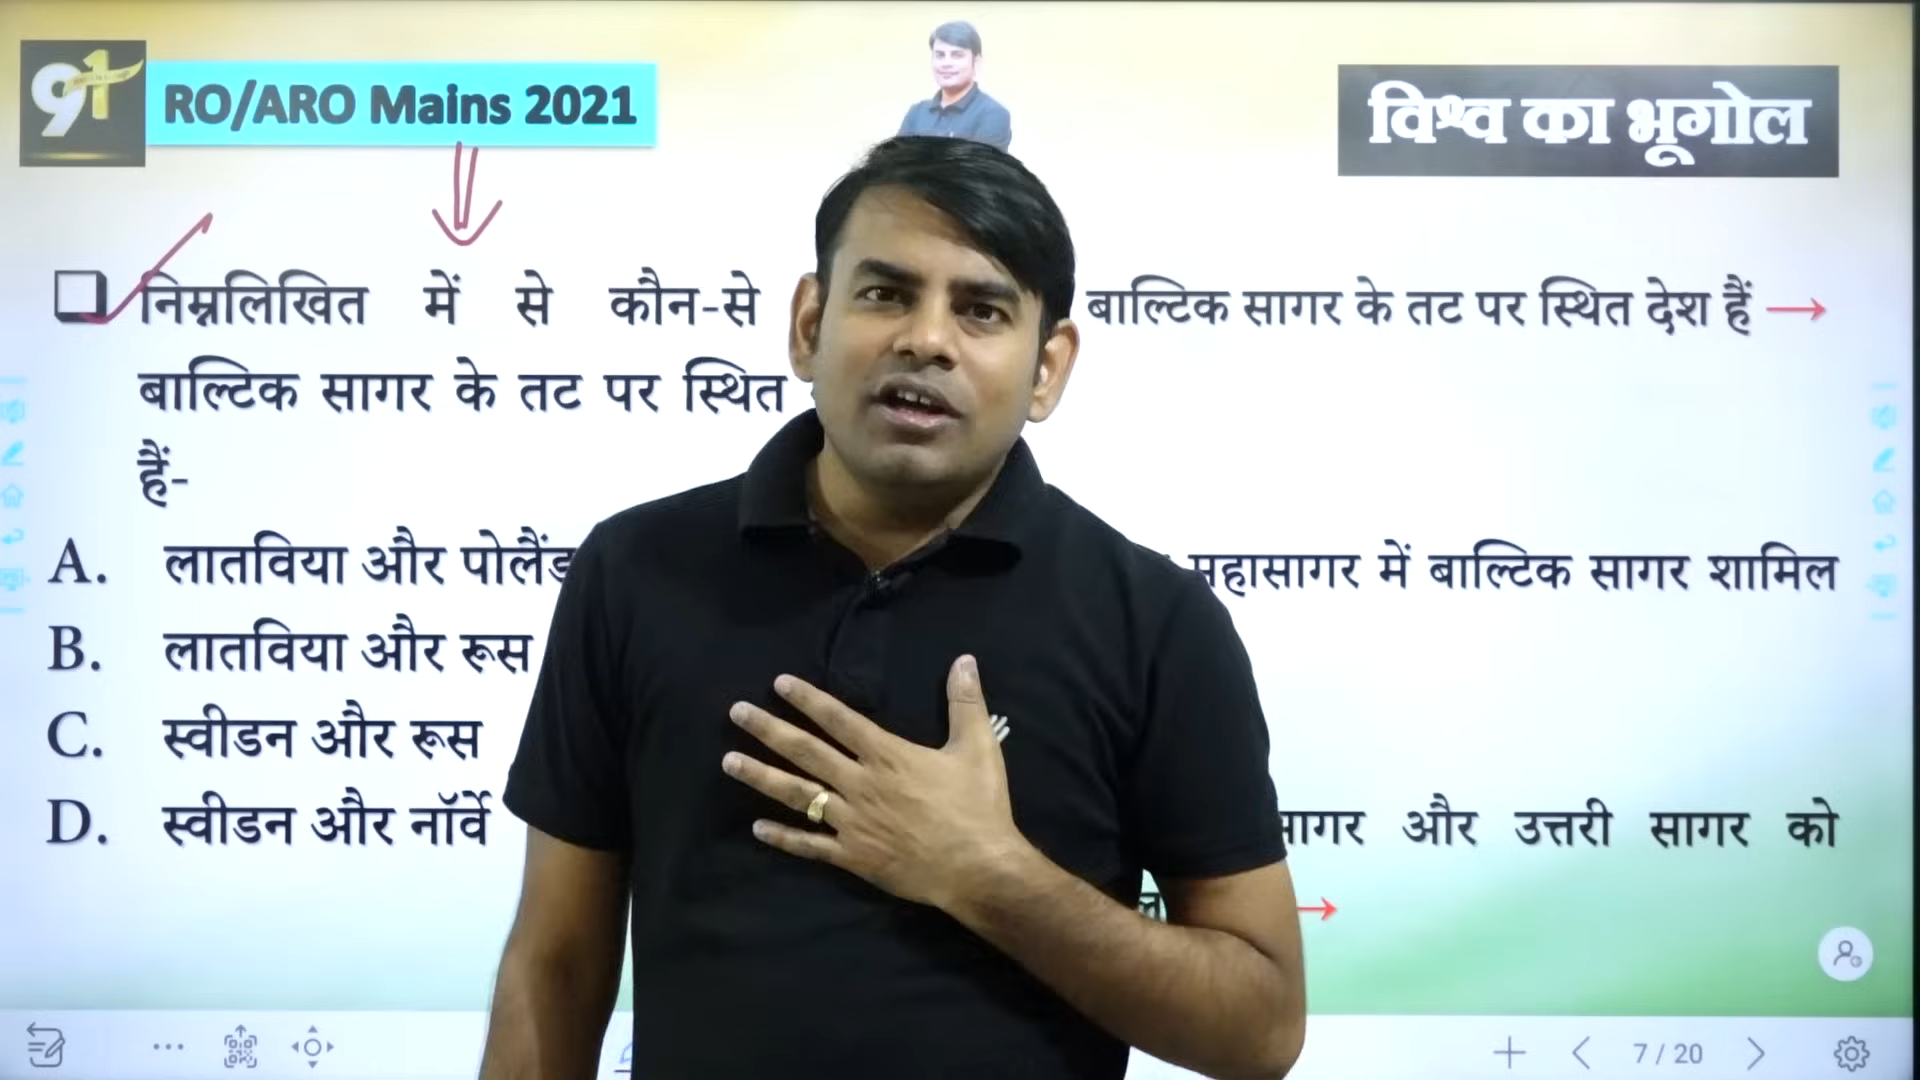 91
RO/ARO Mains 2021
विश्व का भूगोल
निम्नलिखित में से कौन-से
बाल्टिक सागर के तट पर स्थित
हैं-
A. लातविया और पोलैंड
B. लातविया और रूस
C. स्वीडन और रूस
D. स्वीडन और नॉर्वे
बाल्टिक सागर के तट पर स्थित देश हैं →
महासागर में बाल्टिक सागर शामिल
सागर और उत्तरी सागर को
→
7 / 20